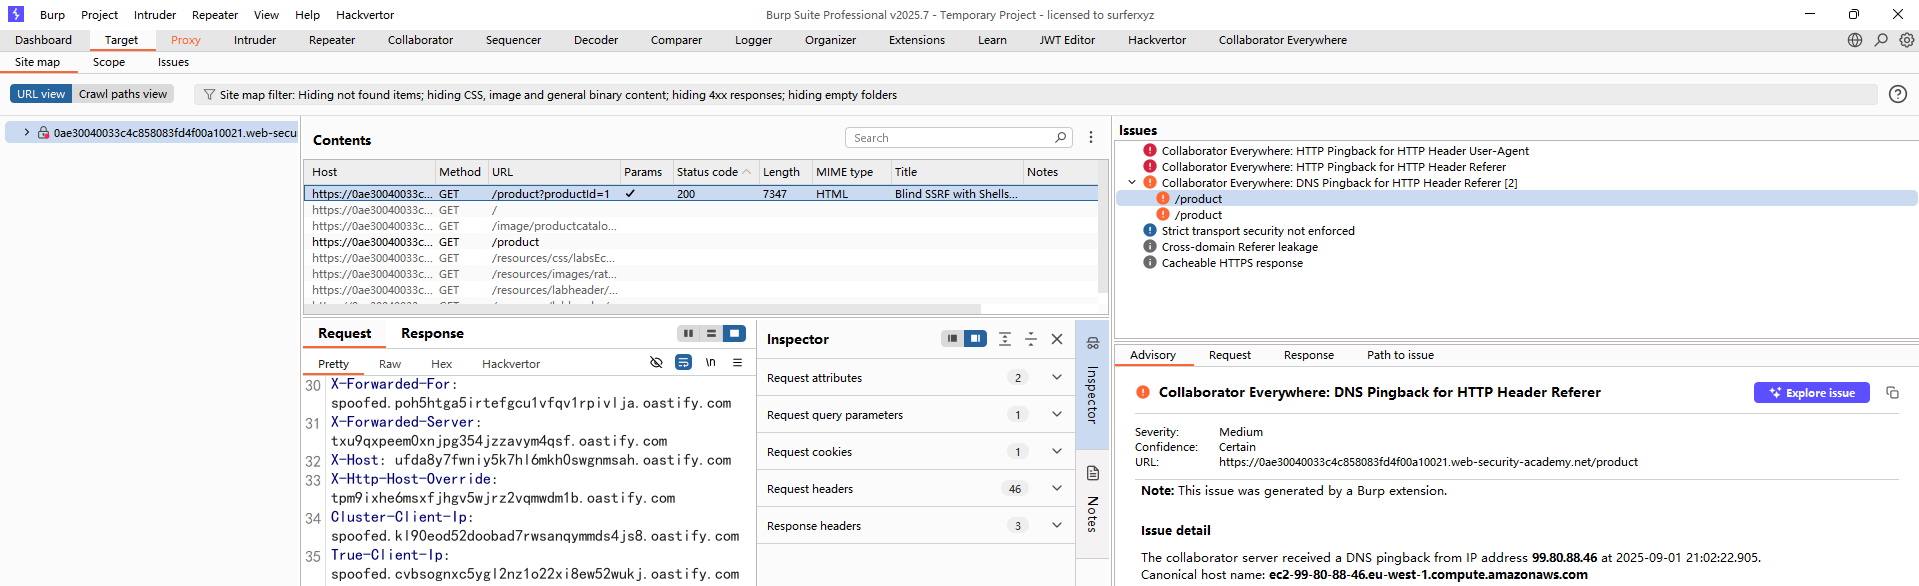 Burp Project Intruder Repeater View Help Hackvertor
Burp Suite Professional v2025.7 - Temporary Project - licensed to surferxyz
Dashboard Target Proxy Intruder Repeater Collaborator Sequencer Decoder Comparer Logger Organizer Extensions Learn JWT Editor Hackvertor Collaborator Everywhere
Site map Scope Issues
URL view Crawl paths view
Site map filter: Hiding not found items; hiding CSS, image and general binary content; hiding 4xx responses; hiding empty folders
0ae30040033c4c858083fd4f00a10021.web-secu
Contents
Search
Host Method URL Params Status code Length MIME type Title Notes
https://0ae30040033c... GET /product?productId=1 ✓ 200 7347 HTML Blind SSRF with Shells...
https://0ae30040033c... GET /
https://0ae30040033c... GET /image/productcatalo...
https://0ae30040033c... GET /product
https://0ae30040033c... GET /resources/css/labsEc...
https://0ae30040033c... GET /resources/images/rat...
https://0ae30040033c... GET /resources/labheader/...
Request Response
Pretty Raw Hex Hackvertor
\n
30 X-Forwarded-For:
spoofed.poh5htga5irtefgcu1vfqv1rpivlja.oastify.com
31 X-Forwarded-Server:
txu9qxpeem0xnjpg354jzzavym4qsf.oastify.com
32 X-Host: ufda8y7fwniy5k7hl6mkh0swgnmsah.oastify.com
33 X-Http-Host-Override:
tpm9ixhe6msxfjhgv5wjrz2vqmwdm1b.oastify.com
34 Cluster-Client-Ip:
spoofed.kl90eod52doobad7rwsanqymmds4js8.oastify.com
35 True-Client-Ip:
spoofed.cvbsognxc5ygl2nz1o22xi8ew52wukj.oastify.com
Inspector
Request attributes 2
Request query parameters 1
Request cookies 1
Request headers 46
Response headers 3
Inspector
Notes
Issues
Collaborator Everywhere: HTTP Pingback for HTTP Header User-Agent
Collaborator Everywhere: HTTP Pingback for HTTP Header Referer
Collaborator Everywhere: DNS Pingback for HTTP Header Referer [2]
/product
/product
Strict transport security not enforced
Cross-domain Referer leakage
Cacheable HTTPS response
Advisory Request Response Path to issue
Collaborator Everywhere: DNS Pingback for HTTP Header Referer
Explore issue
Severity: Medium
Confidence: Certain
URL: https://0ae30040033c4c858083fd4f00a10021.web-security-academy.net/product
Note: This issue was generated by a Burp extension.
Issue detail
The collaborator server received a DNS pingback from IP address 99.80.88.46 at 2025-09-01 21:02:22.905.
Canonical host name: ec2-99-80-88-46.eu-west-1.compute.amazonaws.com